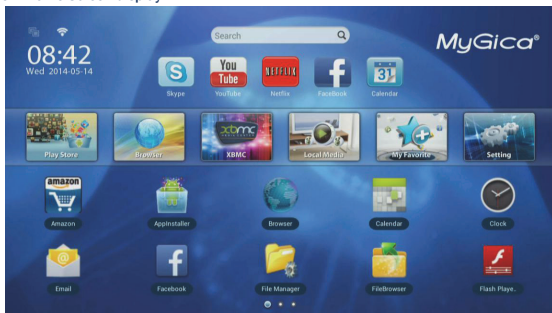 Search
MyGica®
08:42
Wed 2014-05-14
Skype
You
Tube
YouTube
NETFLIX
Netflix
FaceBook
31
Calendar
Play Store
Browser
xbmc
XBMC
Local Media
My Favorite
Setting
amazon
Amazon
AppInstaller
Browser
Calendar
Clock
Email
Facebook
File Manager
FileBrowser
Flash Playe..